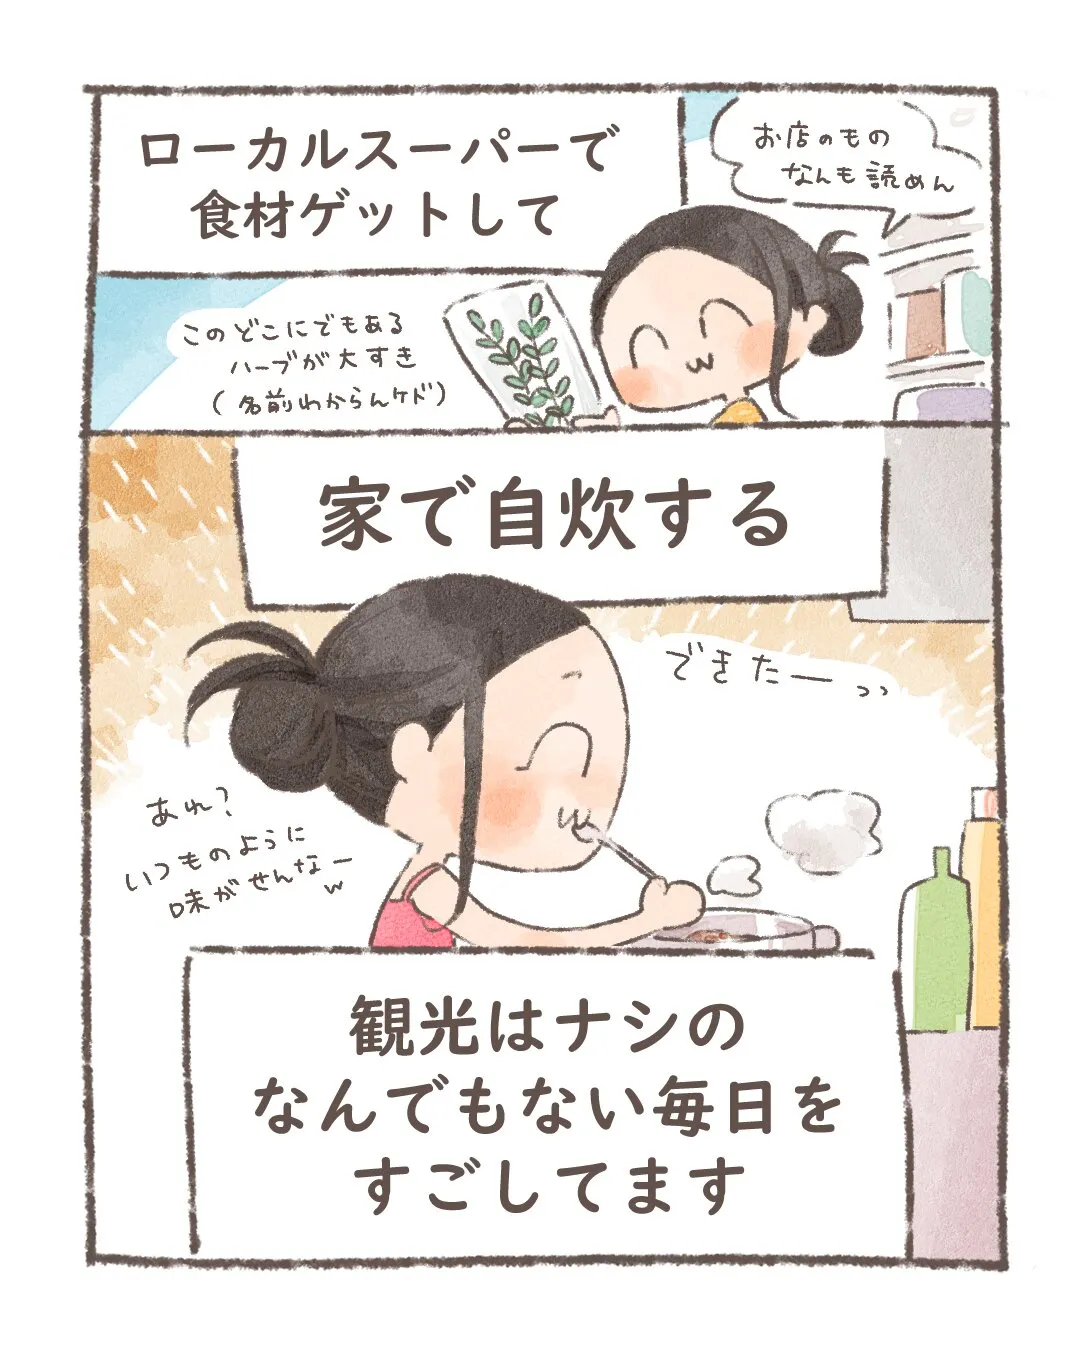 ローカルスーパーで
食材ゲットして
お店のもの
なんも読めん
このどこにでもある
ハーブが大すき
(名前わからんケド)
家で自炊する
できたーっっ
あれ?
いつものように
味がせんなー
w
観光はナシの
なんでもない毎日を
すごしてます